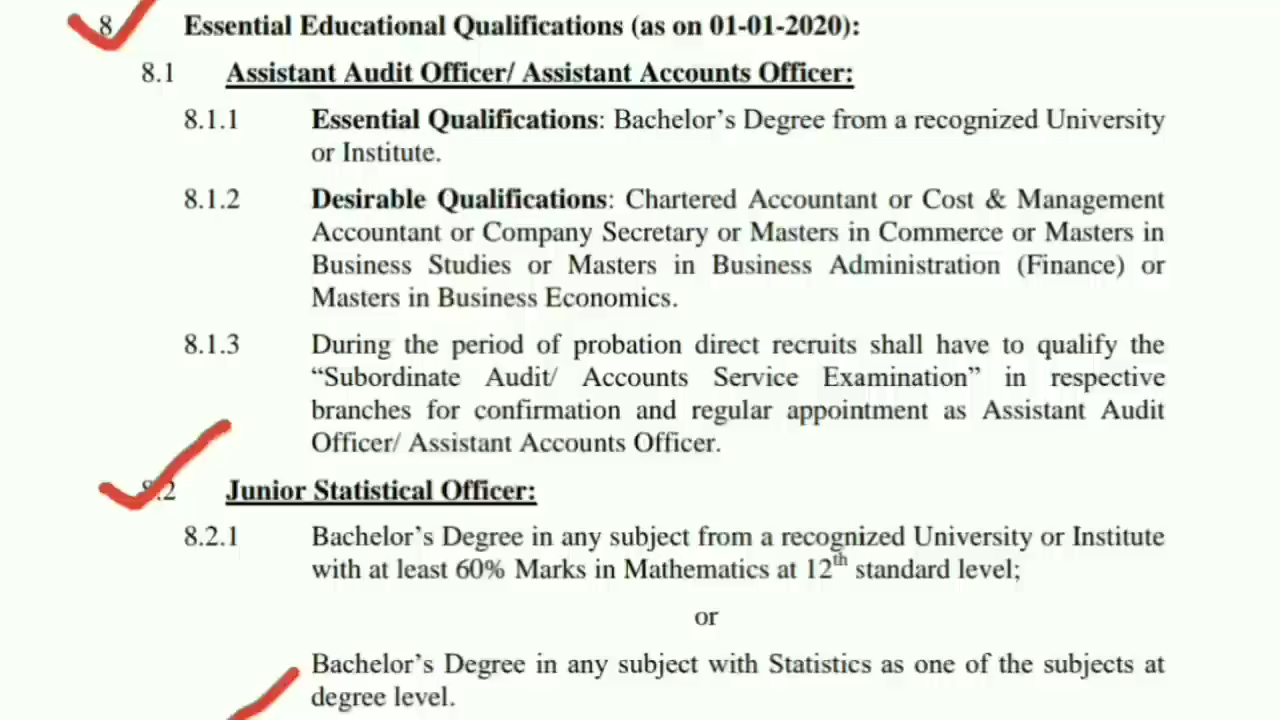 8 Essential Educational Qualifications (as on 01-01-2020):
8.1 Assistant Audit Officer/ Assistant Accounts Officer:
8.1.1 Essential Qualifications: Bachelor’s Degree from a recognized University
or Institute.
8.1.2 Desirable Qualifications: Chartered Accountant or Cost & Management
Accountant or Company Secretary or Masters in Commerce or Masters in
Business Studies or Masters in Business Administration (Finance) or
Masters in Business Economics.
8.1.3 During the period of probation direct recruits shall have to qualify the
“Subordinate Audit/ Accounts Service Examination” in respective
branches for confirmation and regular appointment as Assistant Audit
Officer/ Assistant Accounts Officer.
8.2 Junior Statistical Officer:
8.2.1 Bachelor’s Degree in any subject from a recognized University or Institute
with at least 60% Marks in Mathematics at 12th standard level;
or
Bachelor’s Degree in any subject with Statistics as one of the subjects at
degree level.